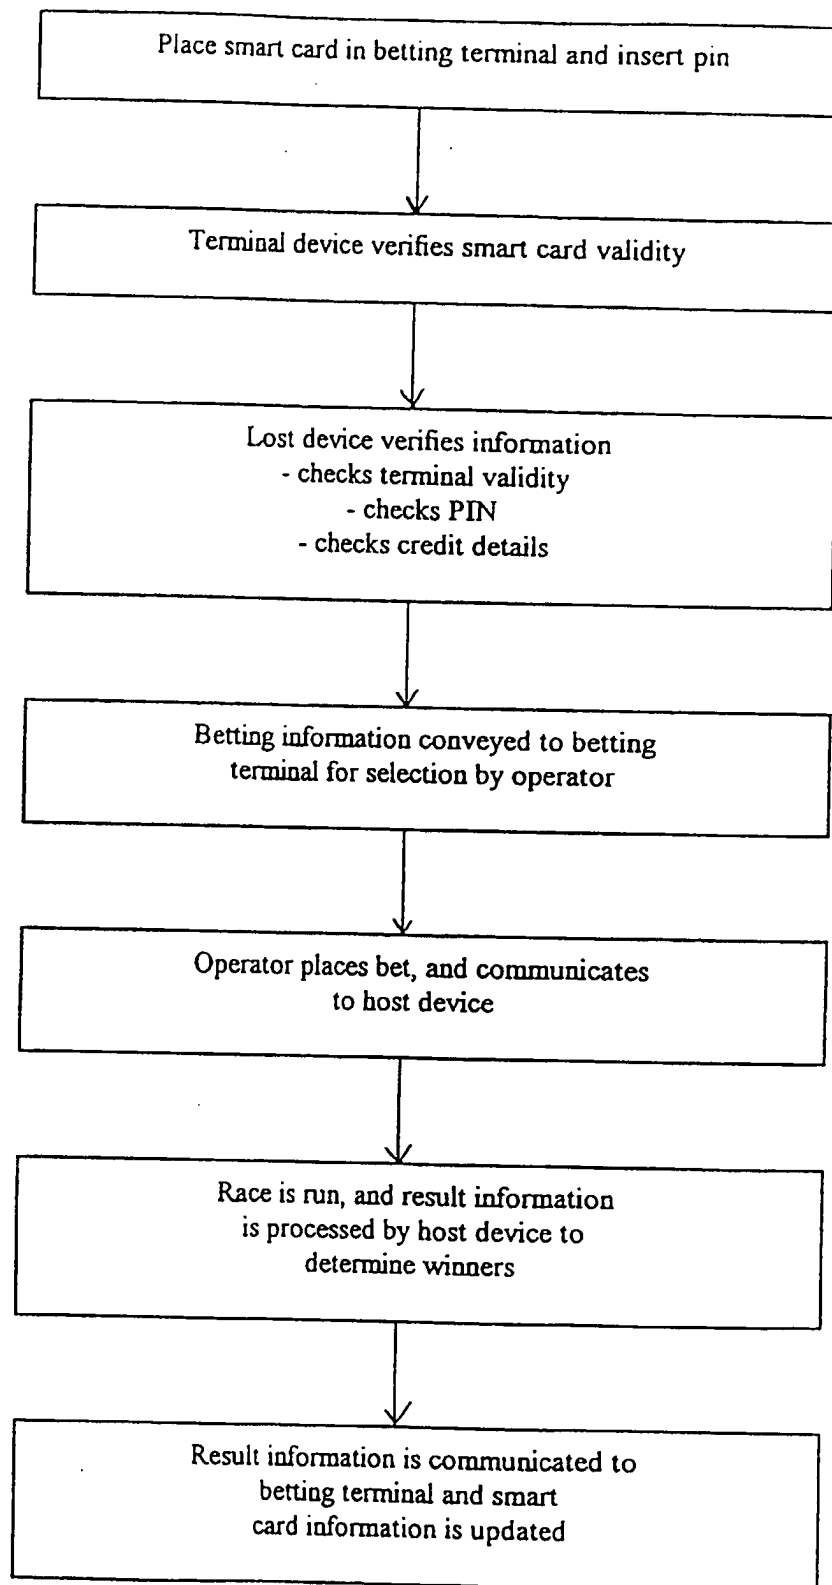 Place smart card in betting terminal and insert pin
Terminal device verifies smart card validity
Lost device verifies information
- checks terminal validity
- checks PIN
- checks credit details
Betting information conveyed to betting
terminal for selection by operator
Operator places bet, and communicates
to host device
Race is run, and result information
is processed by host device to
determine winners
Result information is communicated to
betting terminal and smart
card information is updated